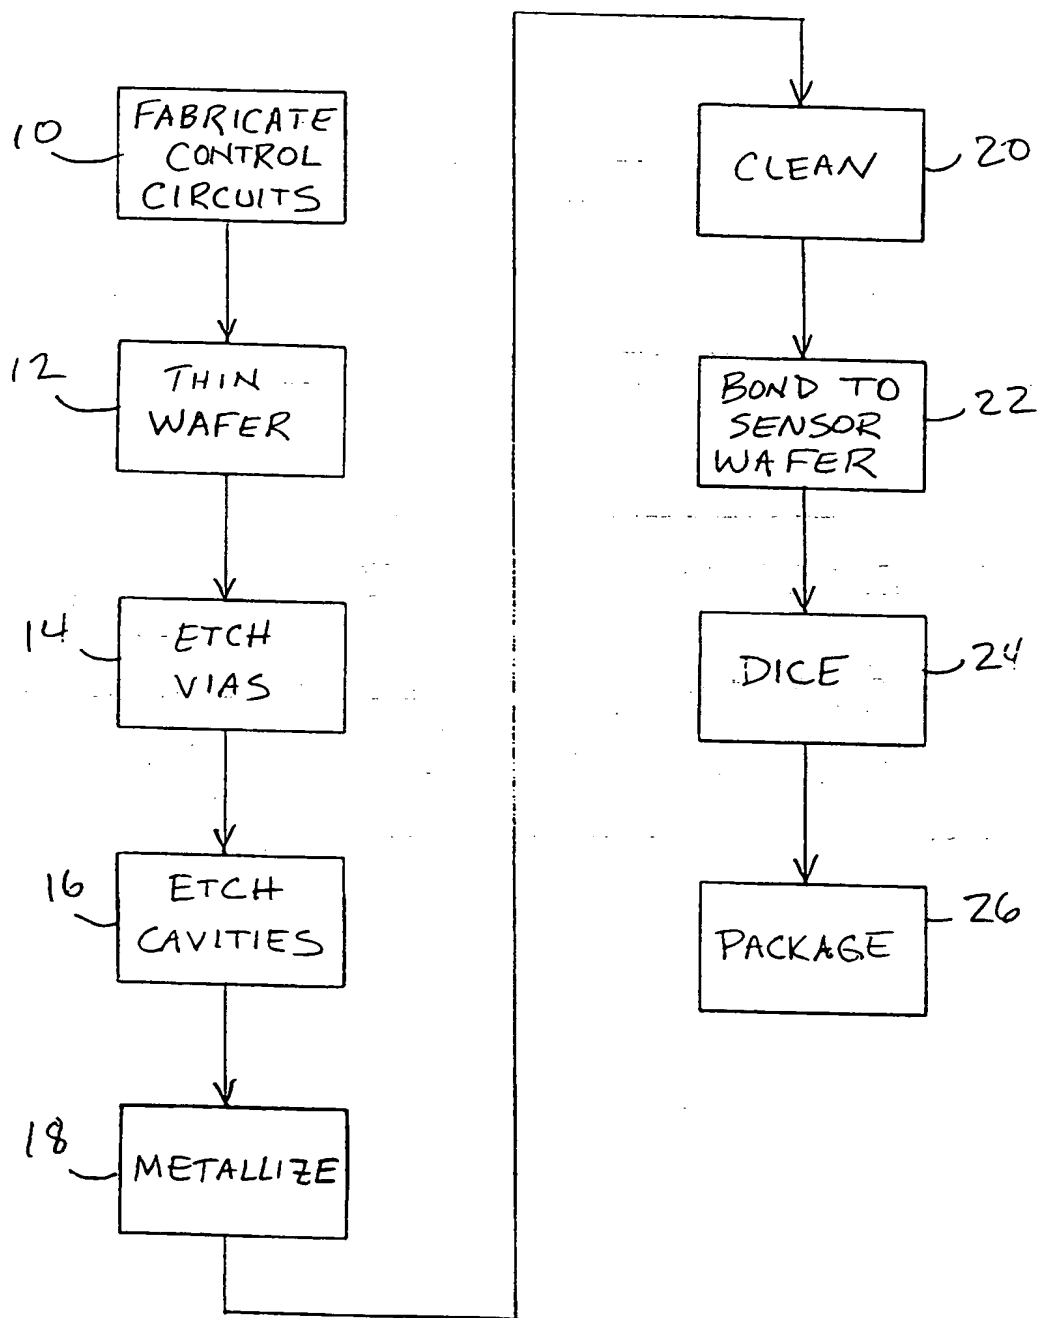 10
FABRICATE
CONTROL
CIRCUITS
12
THIN
WAFER
14
ETCH
VIAS
16
ETCH
CAVITIES
18
METALLIZE
CLEAN
20
BOND TO
SENSOR
WAFER
22
DICE
24
PACKAGE
26